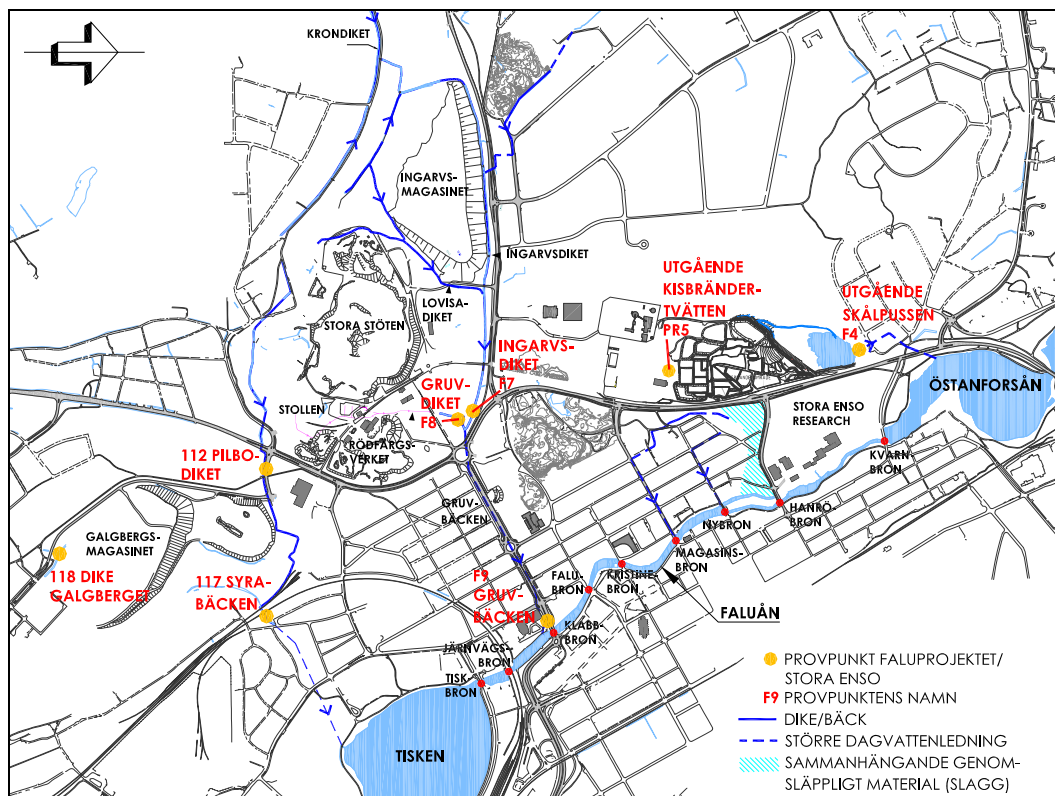 KRONDIKET
INGARVS-
MAGASINET
INGARVSDIKET
LOVISA-
DIKET
STORA STÖTEN
UTGÅENDE
KISBRÄNDER-
TVÄTTEN
PR5
UTGÅENDE
SKÅLPUSSEN
F4
INGARVS-
DIKET
F7
GRUV-
DIKET
F8
STOLLEN
RÖDFÄRGS-
VERKET
ÖSTANFORSÅN
STORA ENSO
RESEARCH
KVARN-
BRON
112 PILBO-
DIKET
GRUV-
BÄCKEN
HANRÖ-
BRON
NYBRON
MAGASINS-
BRON
GALGBERGS-
MAGASINET
118 DIKE
GALGBERGET
117 SYRA-
BÄCKEN
F9
GRUV-
BÄCKEN
FALU-
BRON
KRISTINE-
BRON
FALUÅN
KLABB-
BRON
JÄRNVÄGS-
BRON
TISK-
BRON
TISKEN
PROVPUNKT FALUPROJEKTET/
STORA ENSO
F9 PROVPUNKTENS NAMN
DIKE/BÄCK
STÖRRE DAGVATTENLEDNING
SAMMANHÄNGANDE GENOM-
SLÄPPLIGT MATERIAL (SLAGG)